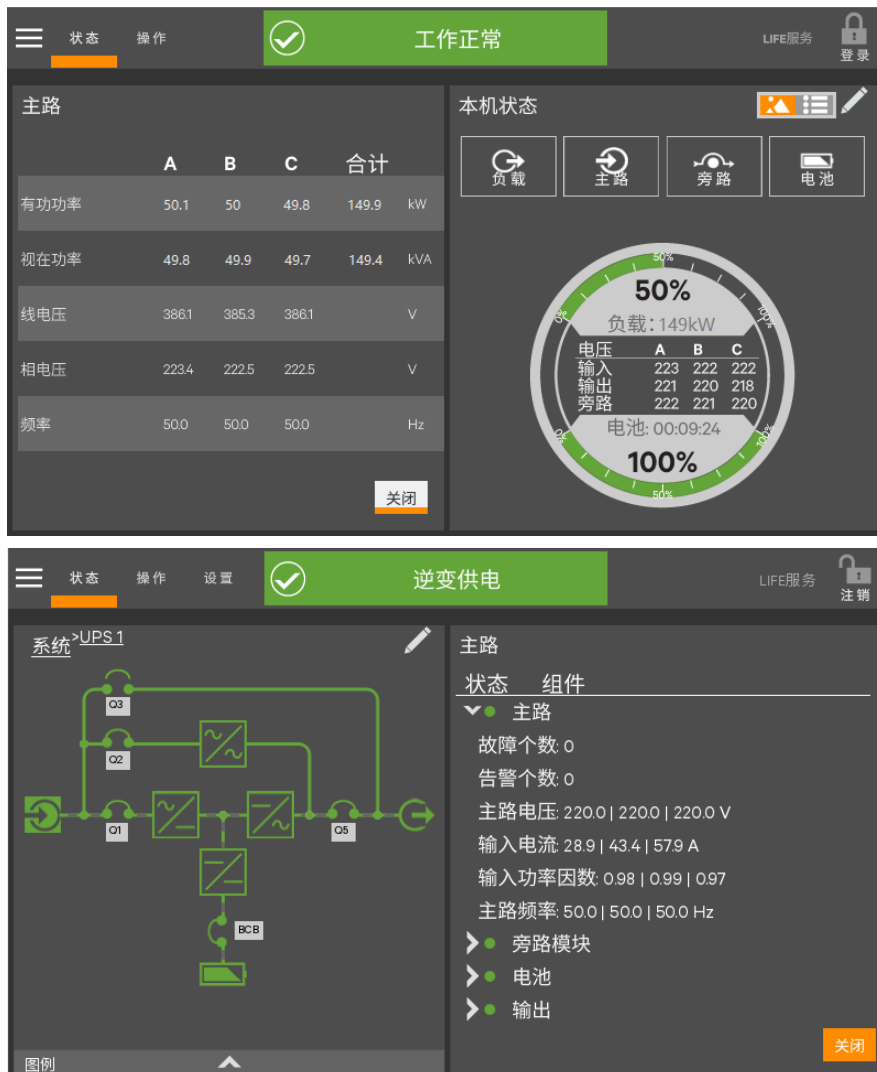 状态 操作 工作正常 LIFE服务 登录
主路
A B C 合计
有功功率 50.1 50 49.8 149.9 kW
视在功率 49.8 49.9 49.7 149.4 kVA
线电压 386.1 385.3 386.1 V
相电压 223.4 222.5 222.5 V
频率 50.0 50.0 50.0 Hz
关闭
本机状态
负载 主路 旁路 电池
0% 50% 100%
50%
负载：149kW
电压 A B C
输入 223 222 222
输出 221 220 218
旁路 222 221 220
电池: 00:09:24
100%
0% 50% 100%
状态 操作 设置 逆变供电 LIFE服务 注销
系统>UPS 1
Q3
Q2
Q1
Q5
BCB
图例
主路
状态 组件
主路
故障个数: 0
告警个数: 0
主路电压: 220.0 | 220.0 | 220.0 V
输入电流: 28.9 | 43.4 | 57.9 A
输入功率因数: 0.98 | 0.99 | 0.97
主路频率: 50.0 | 50.0 | 50.0 Hz
旁路模块
电池
输出
关闭